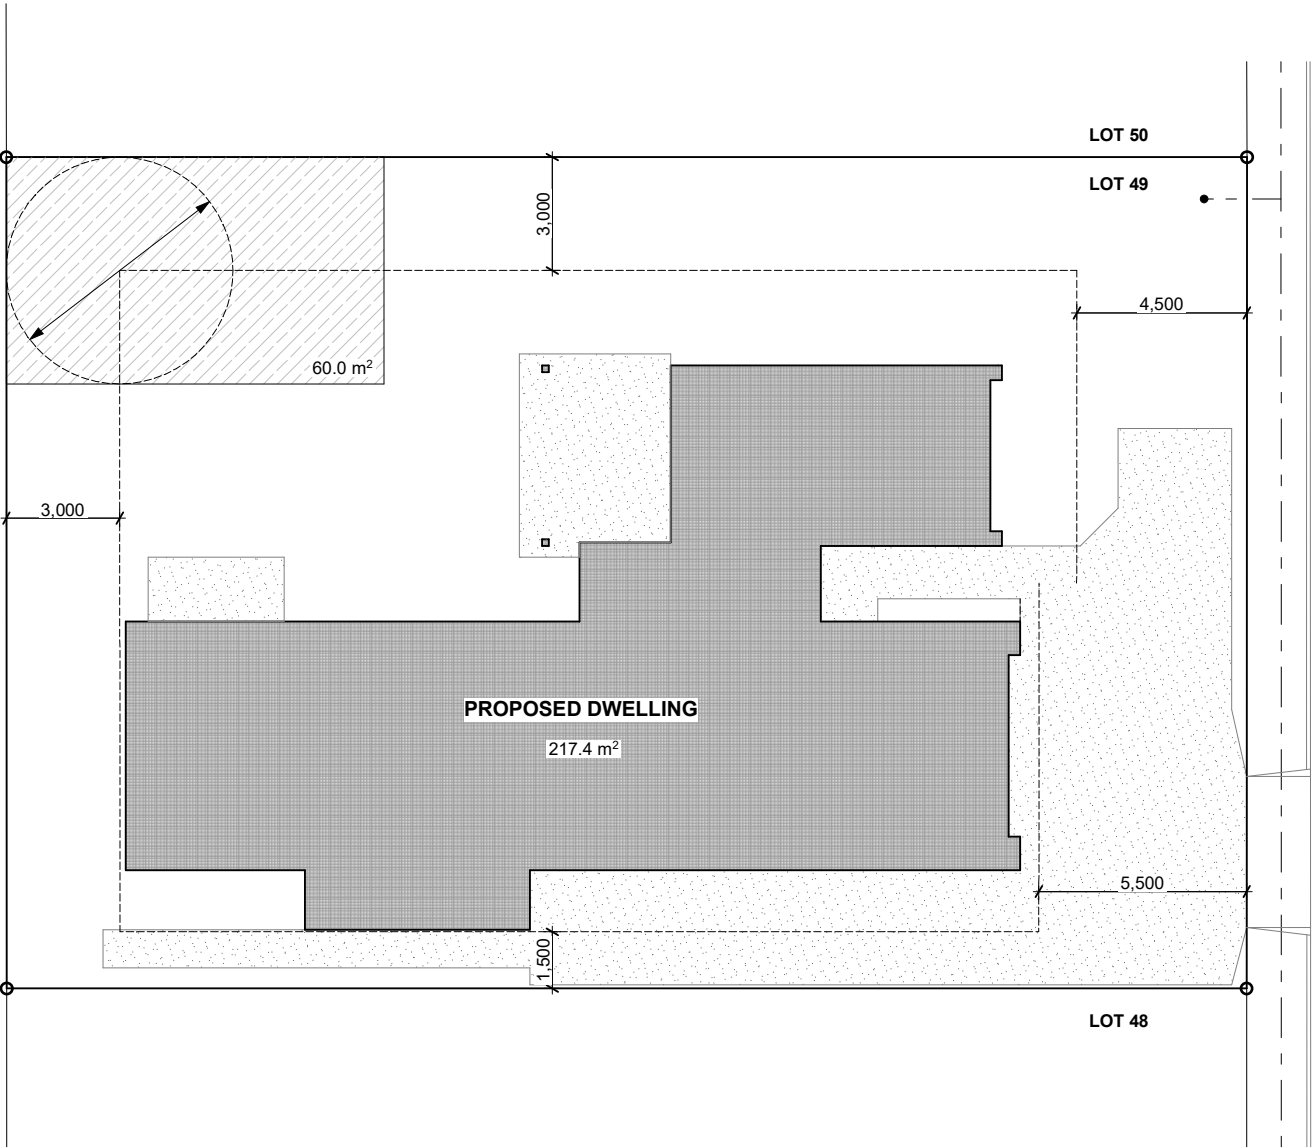 LOT 50
LOT 49
3,000
4,500
60.0 m²
3,000
PROPOSED DWELLING
217.4 m²
5,500
1,500
LOT 48